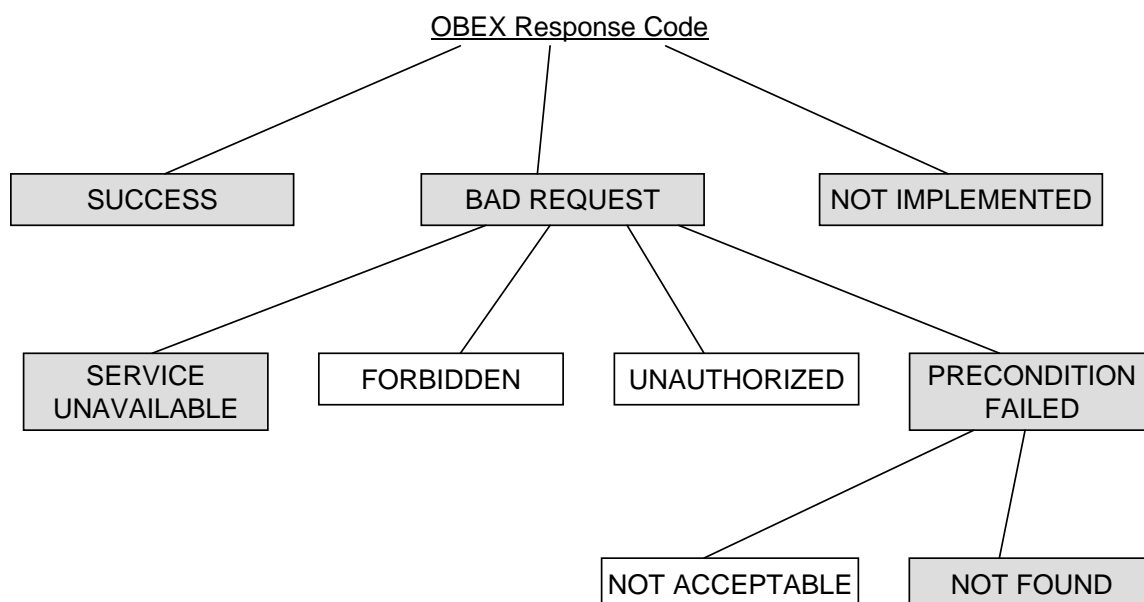 OBEX Response Code
SUCCESS
BAD REQUEST
NOT IMPLEMENTED
SERVICE
UNAVAILABLE
FORBIDDEN
UNAUTHORIZED
PRECONDITION
FAILED
NOT ACCEPTABLE
NOT FOUND